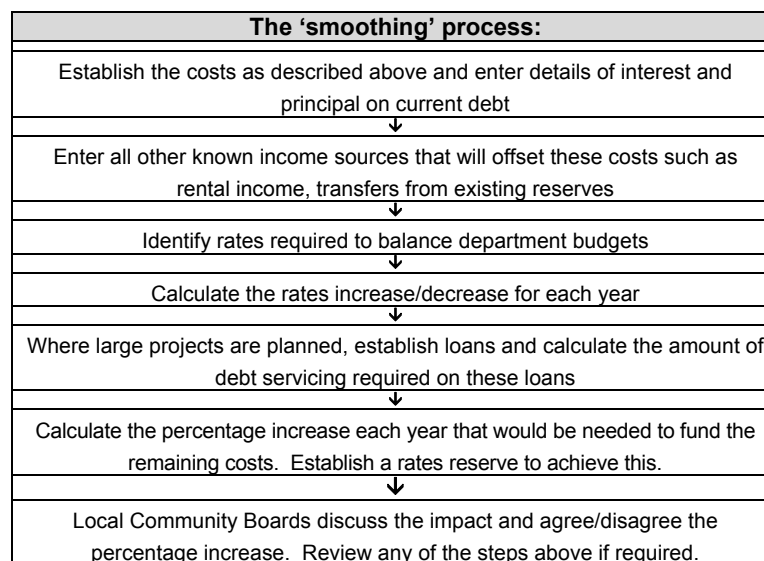 The ‘smoothing’ process:
Establish the costs as described above and enter details of interest and
principal on current debt
Enter all other known income sources that will offset these costs such as
rental income, transfers from existing reserves
Identify rates required to balance department budgets
Calculate the rates increase/decrease for each year
Where large projects are planned, establish loans and calculate the amount of
debt servicing required on these loans
Calculate the percentage increase each year that would be needed to fund the
remaining costs.  Establish a rates reserve to achieve this.
Local Community Boards discuss the impact and agree/disagree the
percentage increase.  Review any of the steps above if required.